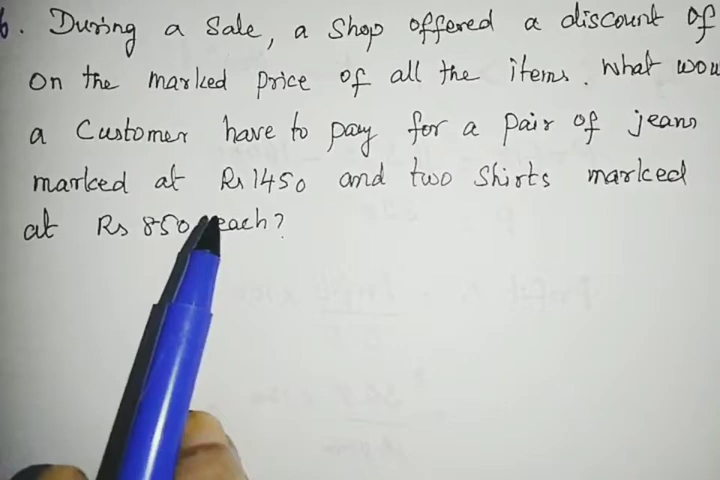 6. During a Sale, a Shop offered a discount of
on the marked price of all the items. What wou
a Customer have to pay for a pair of jeans
marked at Rs 1450 and two Shirts marked
at Rs 850 each?